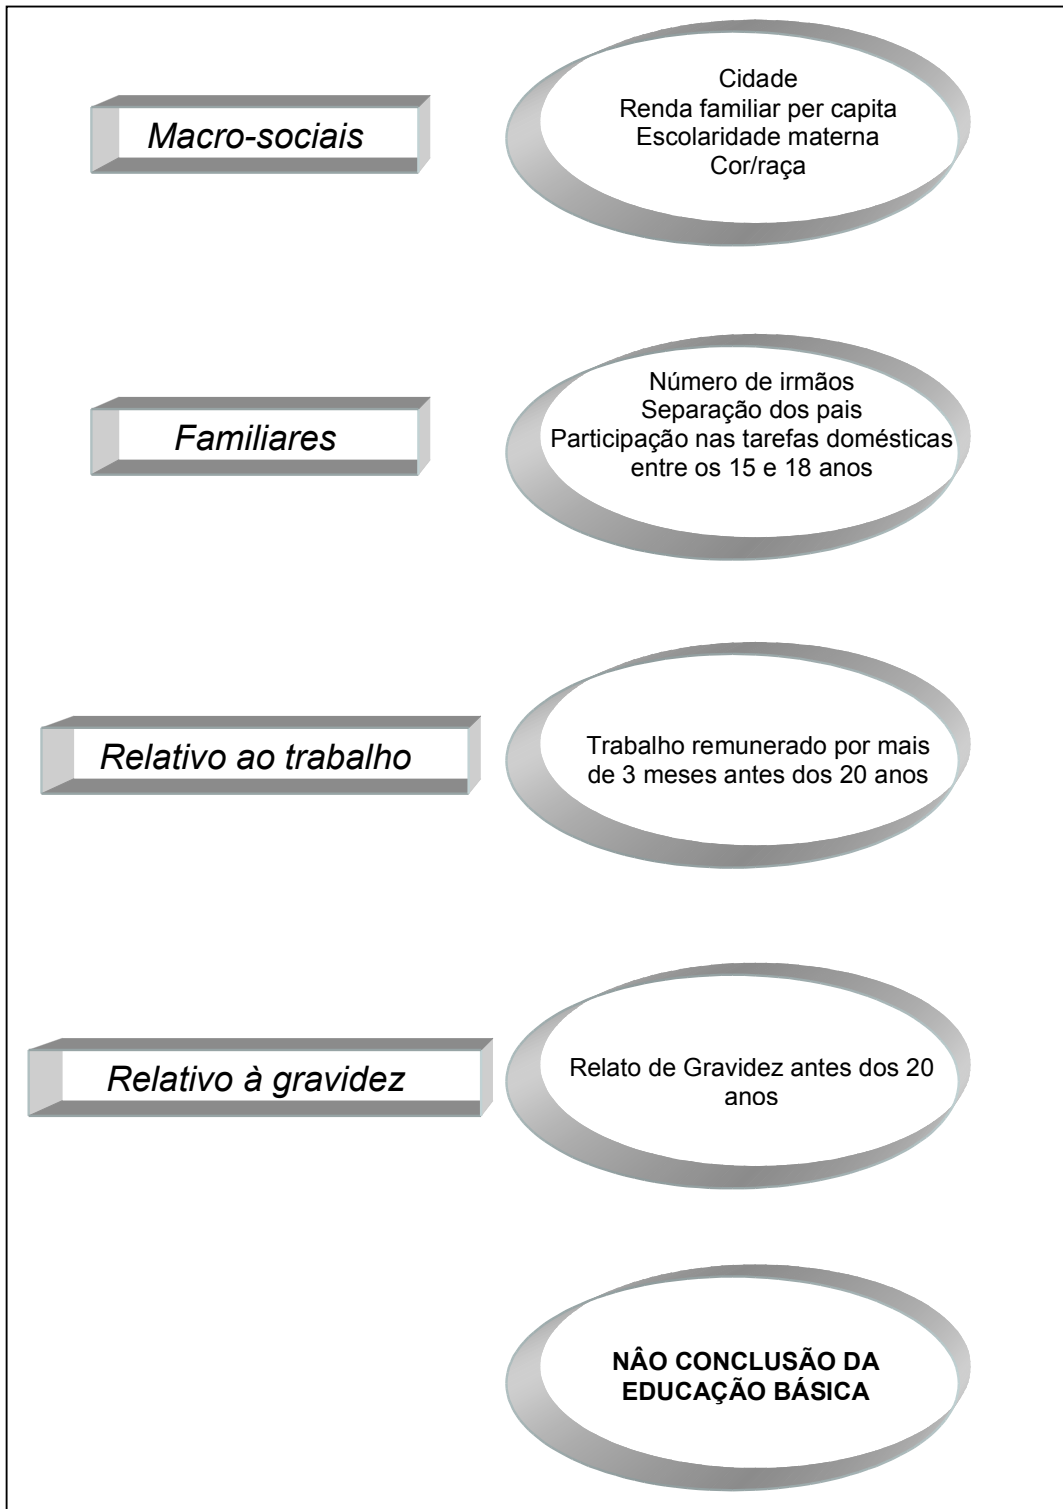 Macro-sociais
Cidade
Renda familiar per capita
Escolaridade materna
Cor/raça
Familiares
Número de irmãos
Separação dos pais
Participação nas tarefas domésticas
entre os 15 e 18 anos
Relativo ao trabalho
Trabalho remunerado por mais
de 3 meses antes dos 20 anos
Relativo à gravidez
Relato de Gravidez antes dos 20
anos
NÂO CONCLUSÃO DA
EDUCAÇÃO BÁSICA